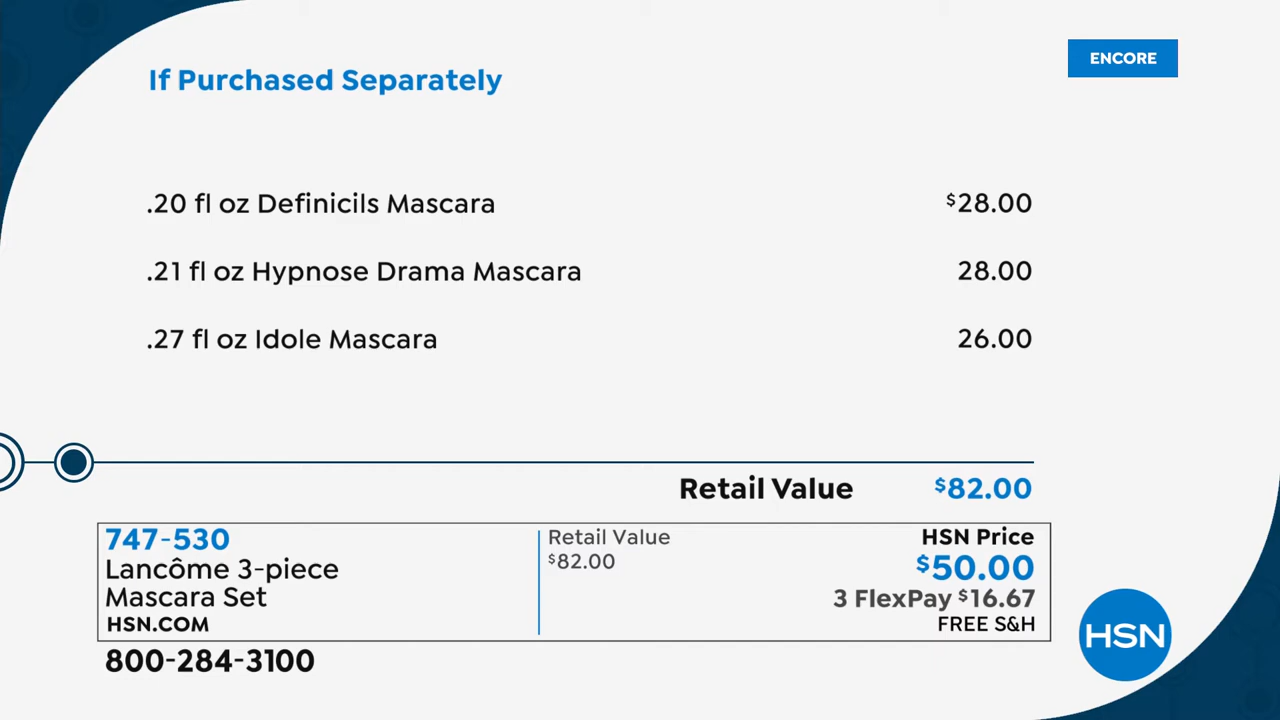 If Purchased Separately
ENCORE
.20 fl oz Definicils Mascara $28.00
.21 fl oz Hypnose Drama Mascara 28.00
.27 fl oz Idole Mascara 26.00
Retail Value $82.00
747-530
Lancôme 3-piece
Mascara Set
HSN.COM
Retail Value
$82.00
HSN Price
$50.00
3 FlexPay $16.67
FREE S&H
800-284-3100
HSN